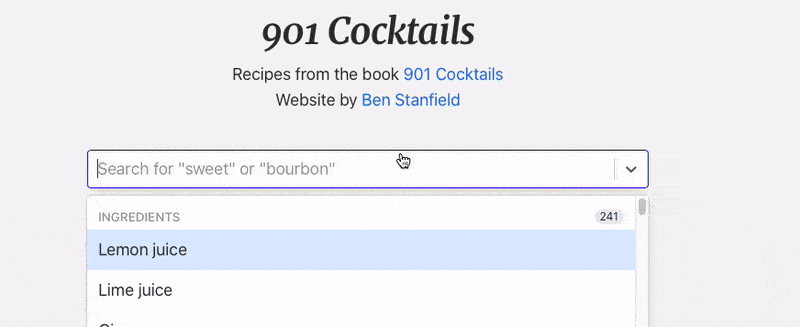 901 Cocktails
Recipes from the book 901 Cocktails
Website by Ben Stanfield
Search for "sweet" or "bourbon"
INGREDIENTS 241
Lemon juice
Lime juice